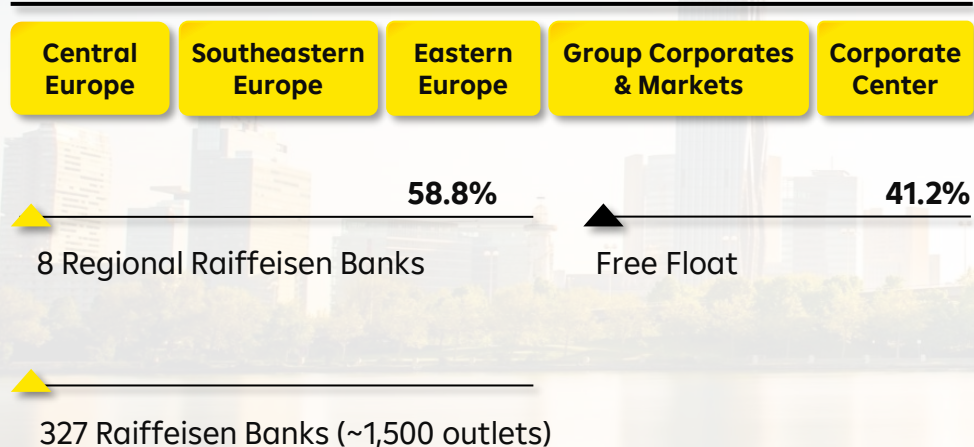 Central
Europe
Southeastern
Europe
Eastern
Europe
Group Corporates
& Markets
Corporate
Center
58.8%
8 Regional Raiffeisen Banks
41.2%
Free Float
327 Raiffeisen Banks (~1,500 outlets)